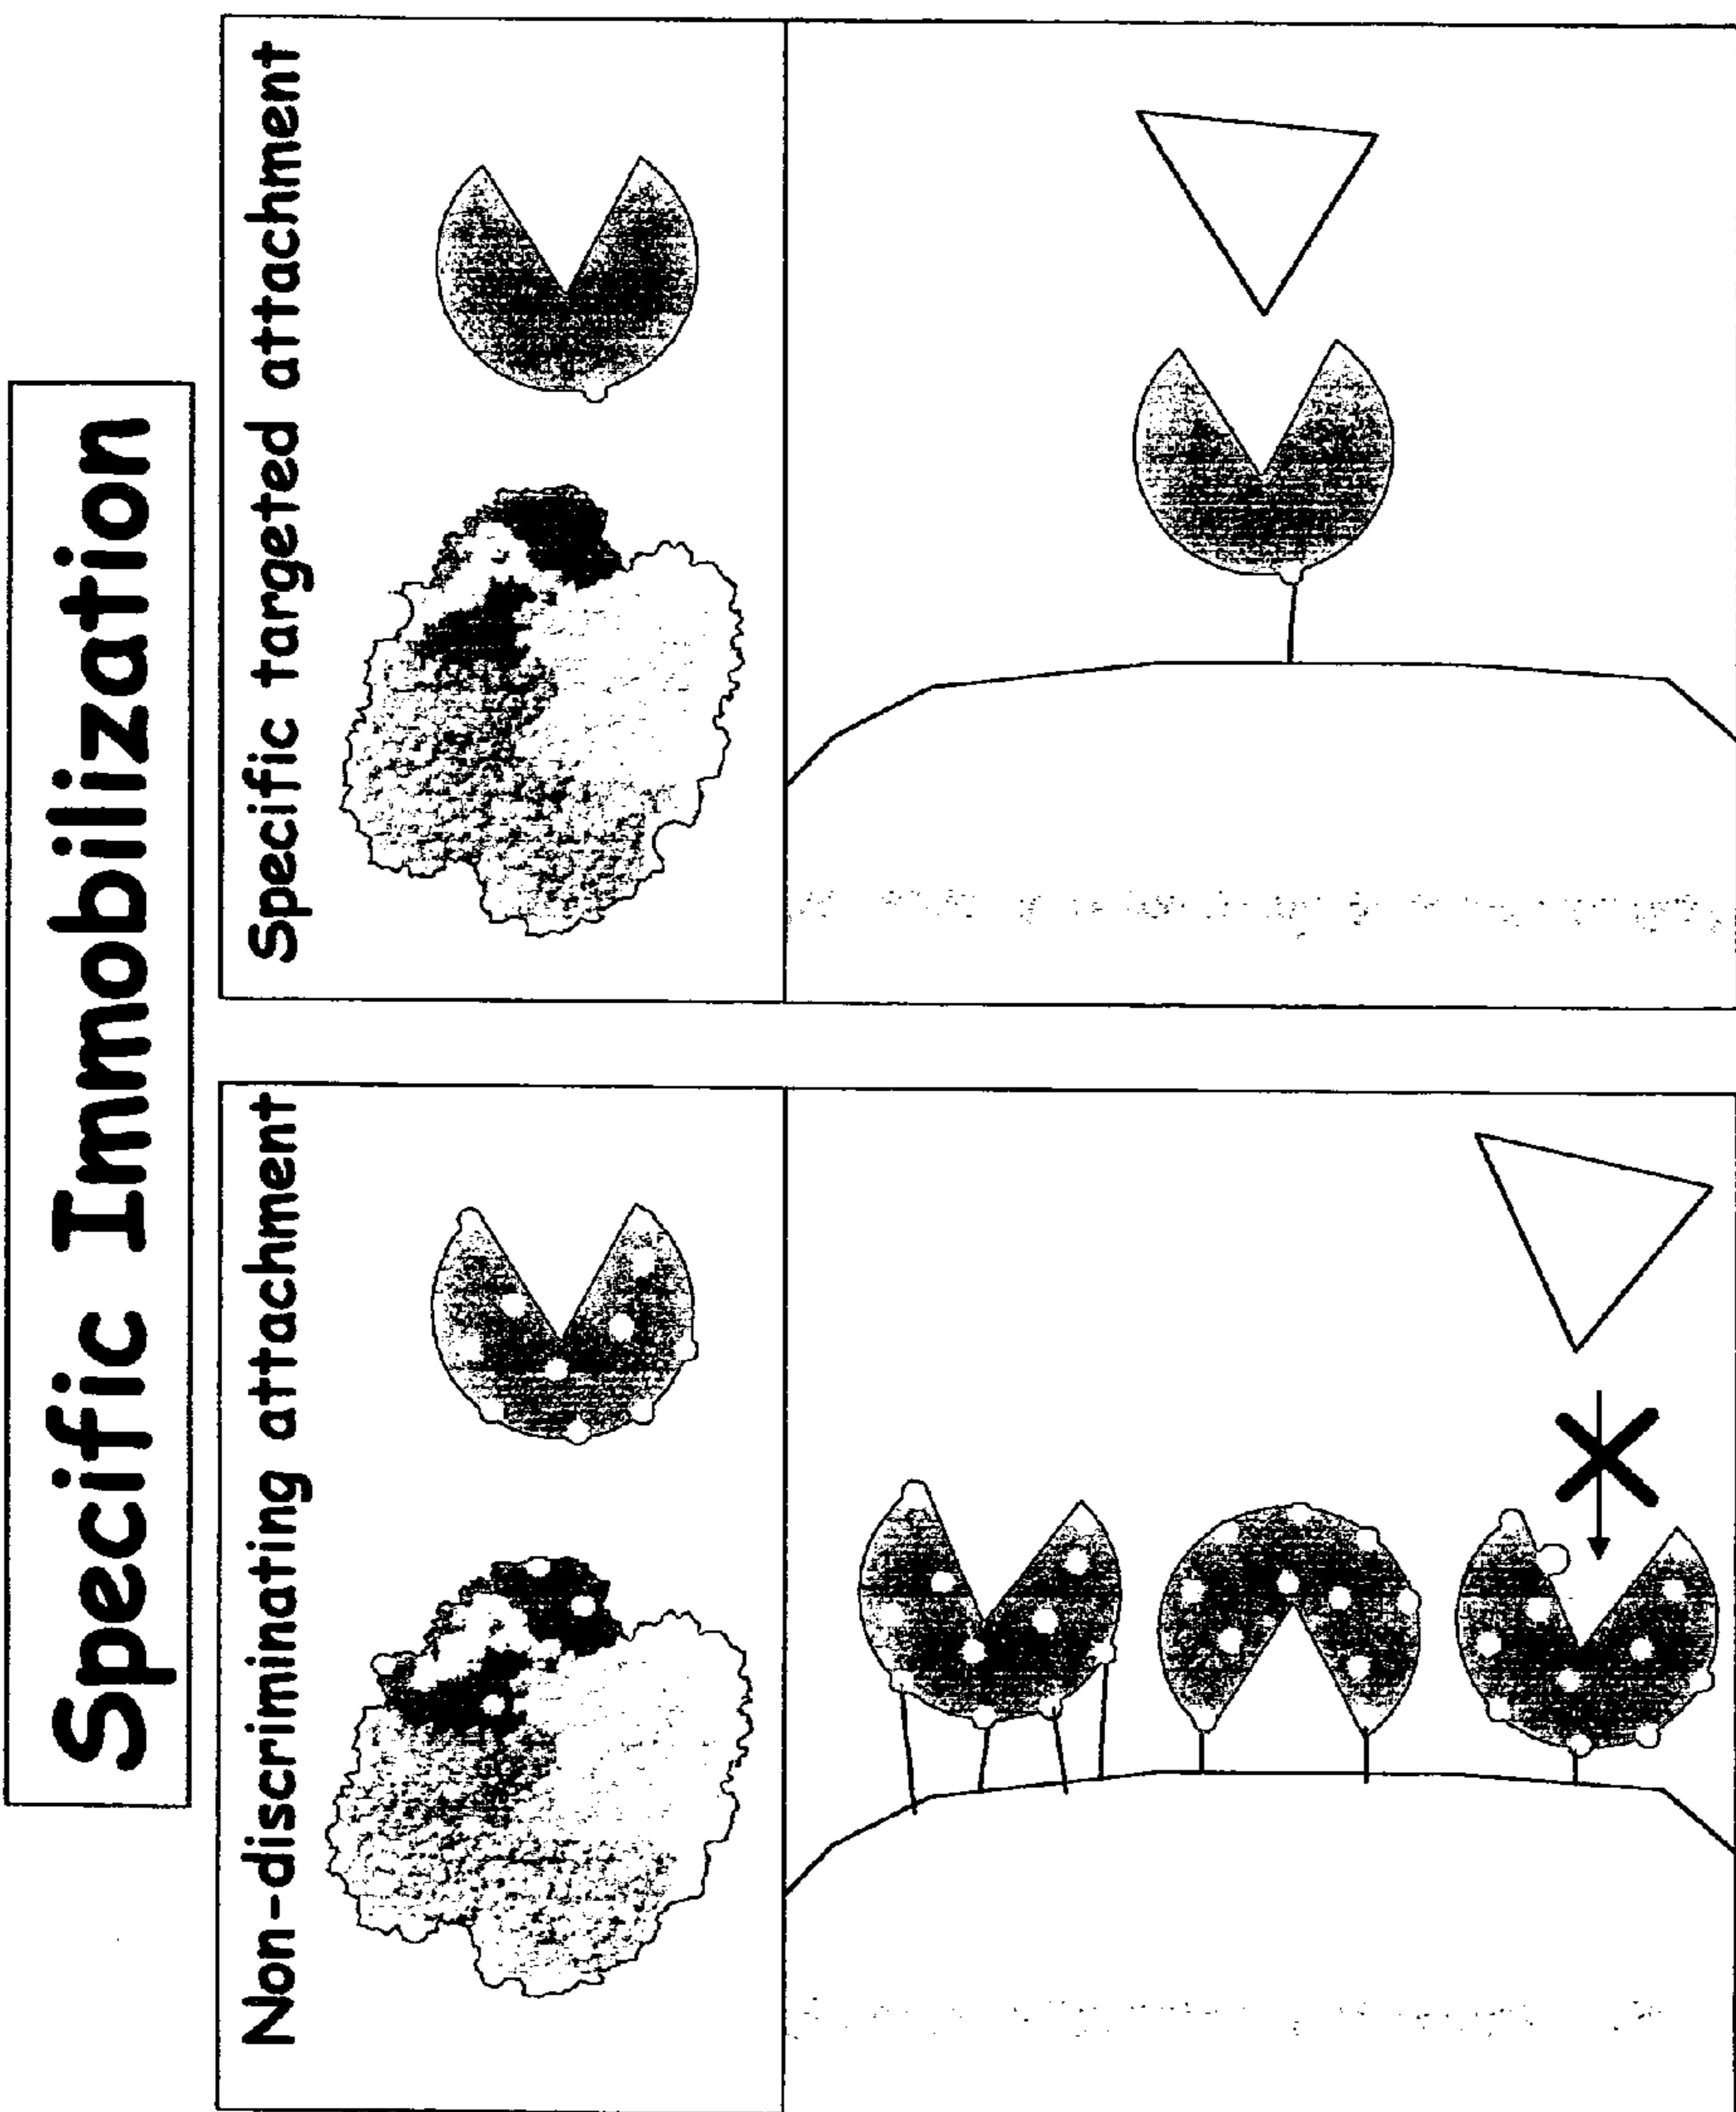 Specific Immobilization
Non-discriminating attachment
Specific targeted attachment